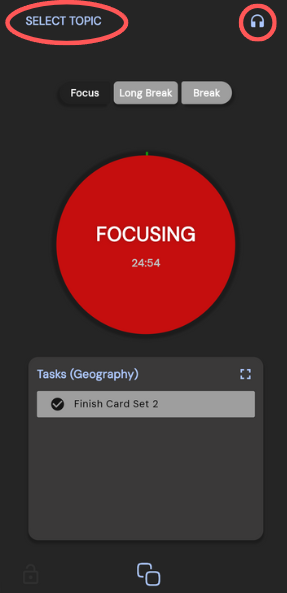 SELECT TOPIC
Focus
Long Break
Break
FOCUSING
24:54
Tasks (Geography)
Finish Card Set 2